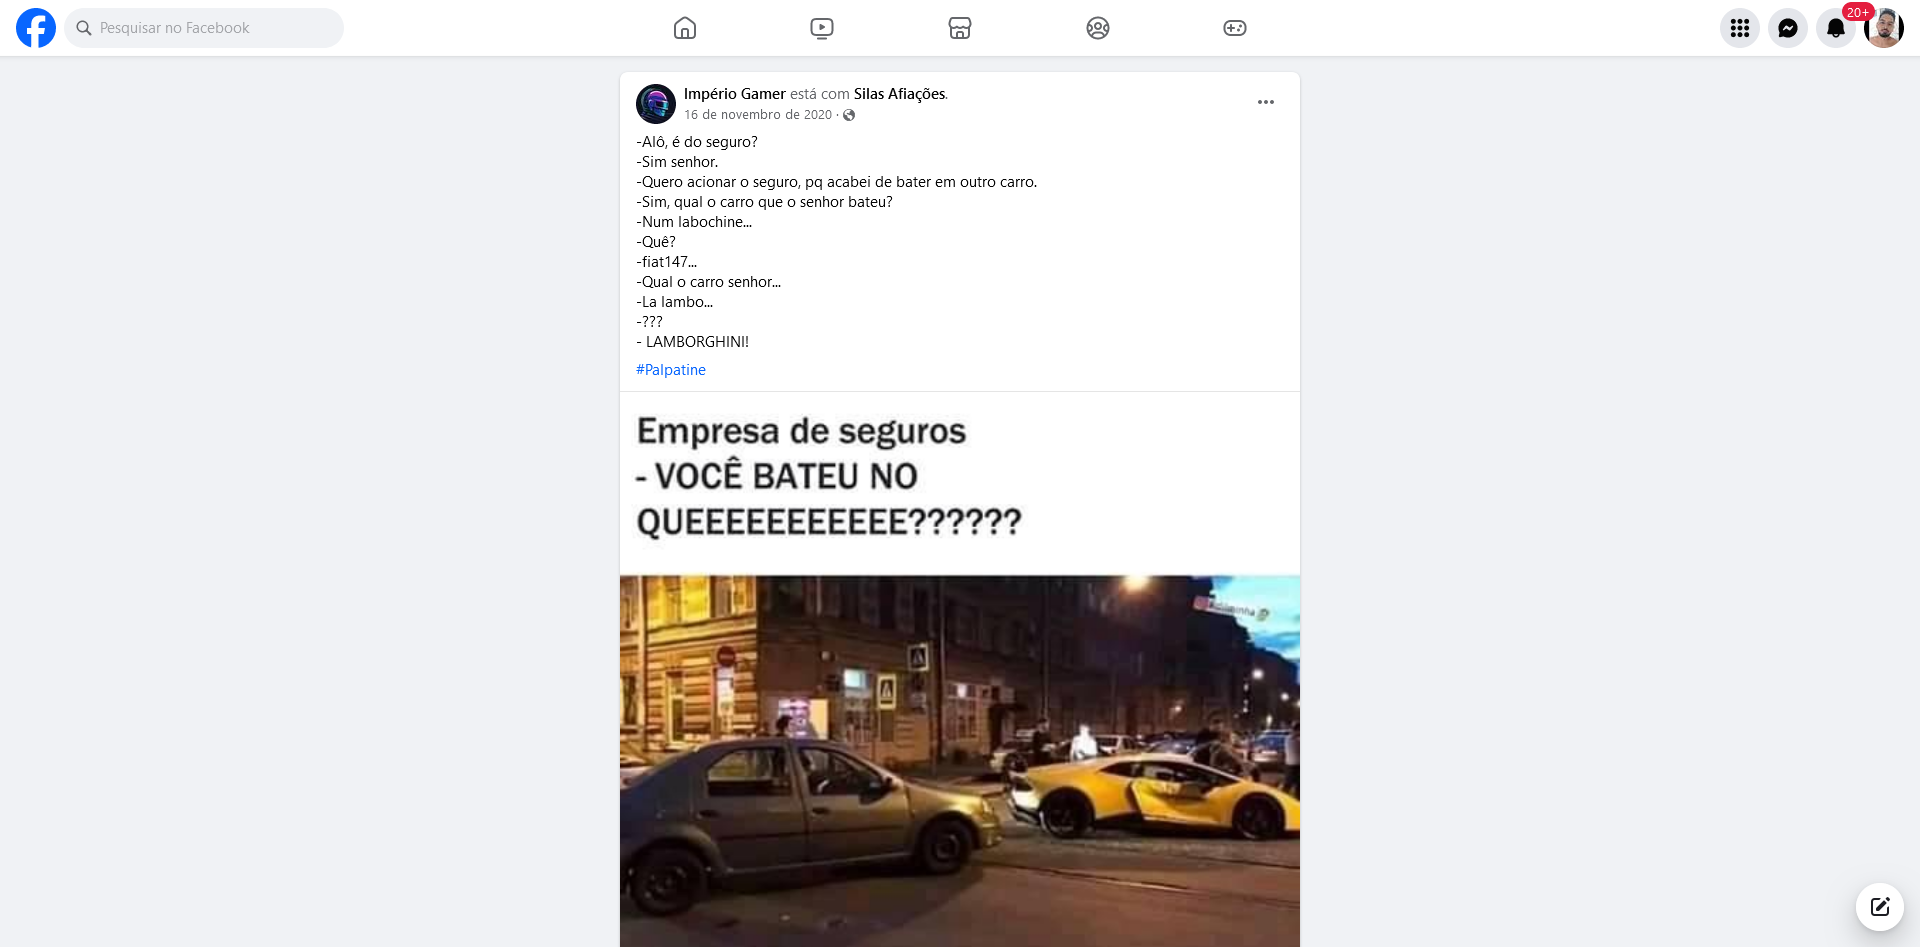 Pesquisar no Facebook
20+
Império Gamer está com Silas Afiações.
16 de novembro de 2020 ·
-Alô, é do seguro?
-Sim senhor.
-Quero acionar o seguro, pq acabei de bater em outro carro.
-Sim, qual o carro que o senhor bateu?
-Num labochine...
-Quê?
-fiat147...
-Qual o carro senhor...
-La lambo...
-???
- LAMBORGHINI!
#Palpatine
Empresa de seguros
- VOCÊ BATEU NO
QUEEEEEEEEEEE??????